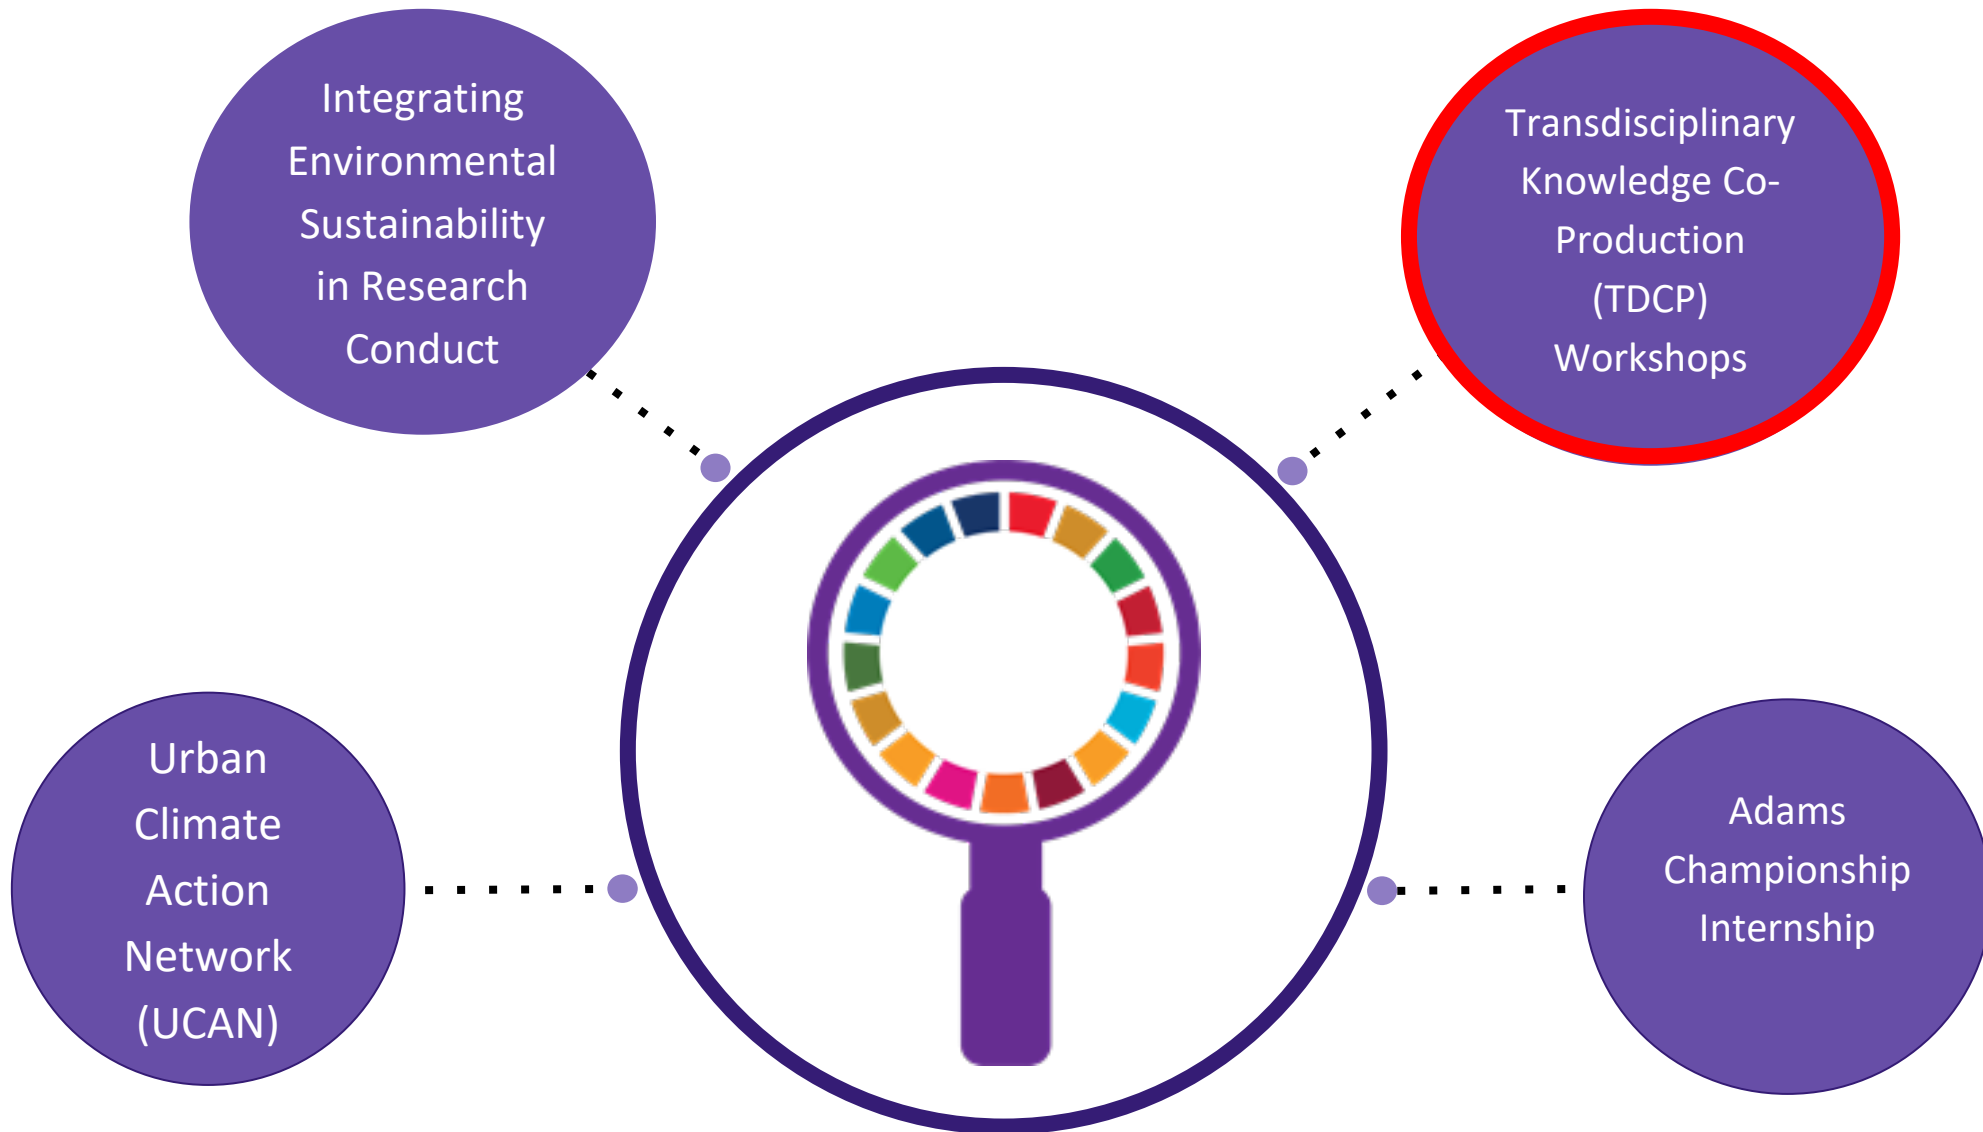 Integrating
Environmental
Sustainability
in Research
Conduct
Transdisciplinary
Knowledge Co-
Production
(TDCP)
Workshops
Urban
Climate
Action
Network
(UCAN)
Adams
Championship
Internship